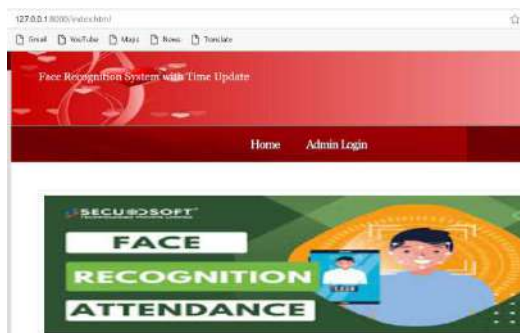 127.0.0.1:8000/index.html
Gmail YouTube Maps News Translate
Face Recognition System with Time Update
Home Admin Login
SECUOSOFT
FACE
RECOGNITION
ATTENDANCE